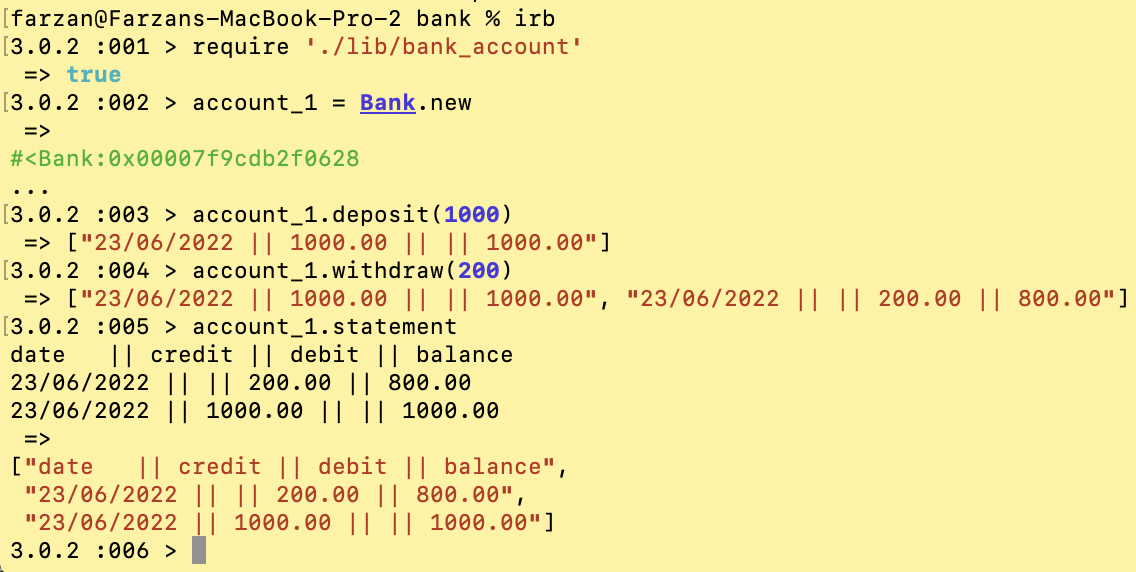 [farzan@Farzans-MacBook-Pro-2 bank % irb
[3.0.2 :001 > require './lib/bank_account'
 => true
[3.0.2 :002 > account_1 = Bank.new
 =>
#<Bank:0x00007f9cdb2f0628
...
[3.0.2 :003 > account_1.deposit(1000)
 => ["23/06/2022 || 1000.00 || || 1000.00"]
[3.0.2 :004 > account_1.withdraw(200)
 => ["23/06/2022 || 1000.00 || || 1000.00", "23/06/2022 || || 200.00 || 800.00"]
[3.0.2 :005 > account_1.statement
date   || credit || debit || balance
23/06/2022 || || 200.00 || 800.00
23/06/2022 || 1000.00 || || 1000.00
 =>
["date   || credit || debit || balance",
 "23/06/2022 || || 200.00 || 800.00",
 "23/06/2022 || 1000.00 || || 1000.00"]
3.0.2 :006 >